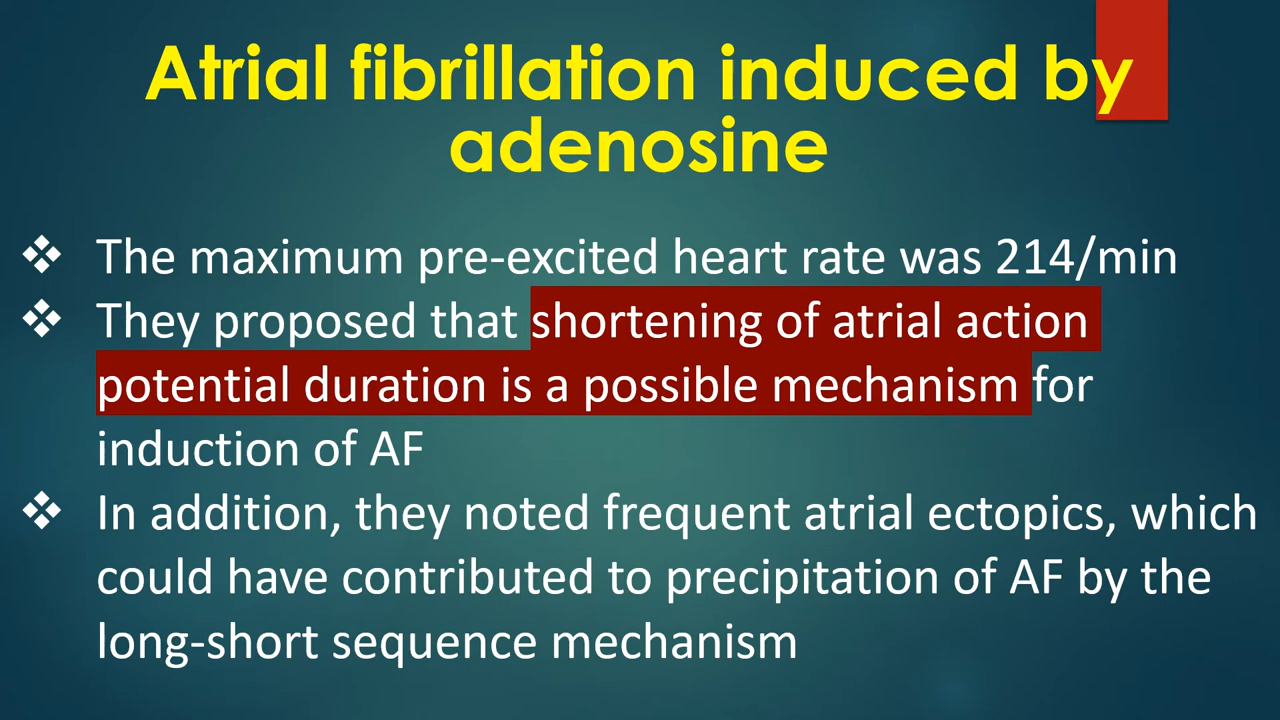 Atrial fibrillation induced by
adenosine
❖ The maximum pre-excited heart rate was 214/min
❖ They proposed that shortening of atrial action
potential duration is a possible mechanism for
induction of AF
❖ In addition, they noted frequent atrial ectopics, which
could have contributed to precipitation of AF by the
long-short sequence mechanism